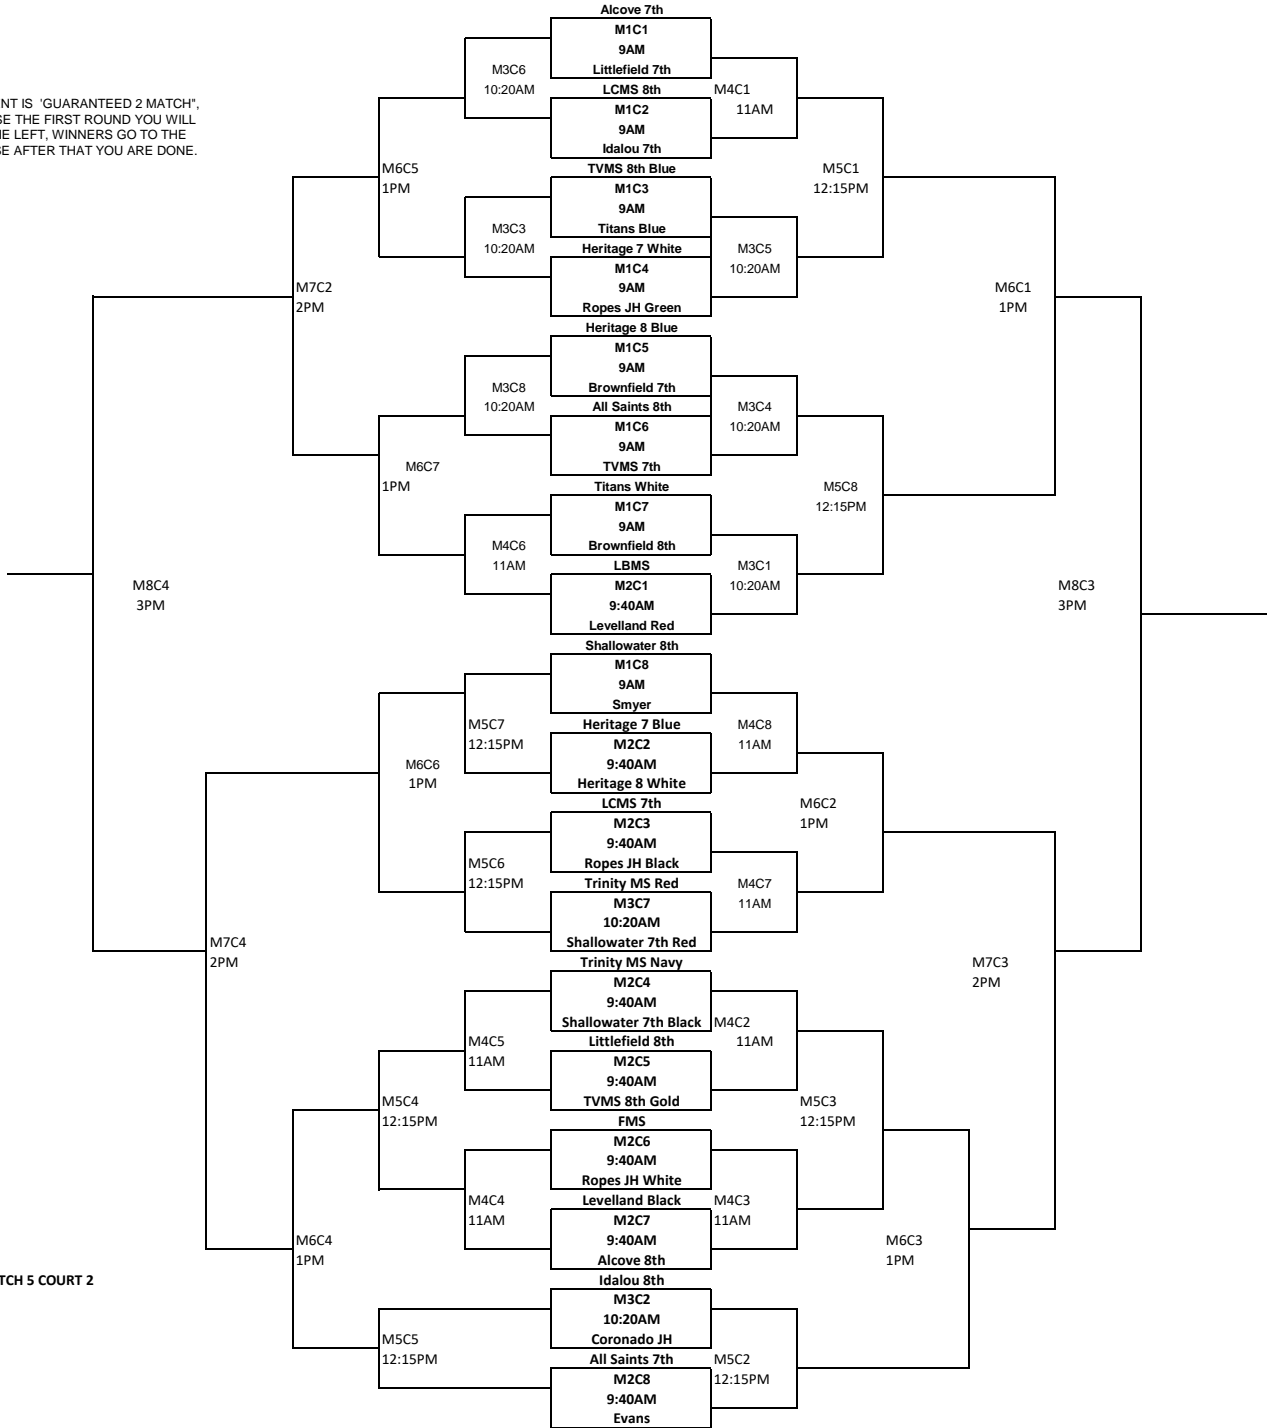 Alcove 7th
M1C1
9AM
Littlefield 7th
M3C6
10:20AM
LCMS 8th
M4C1
11AM
M1C2
9AM
Idalou 7th
NT IS 'GUARANTEED 2 MATCH",
SE THE FIRST ROUND YOU WILL
HE LEFT, WINNERS GO TO THE
SE AFTER THAT YOU ARE DONE.
M6C5
1PM
TVMS 8th Blue
M5C1
12:15PM
M1C3
9AM
Titans Blue
M3C3
10:20AM
Heritage 7 White
M3C5
10:20AM
M1C4
9AM
Ropes JH Green
M7C2
2PM
M6C1
1PM
Heritage 8 Blue
M1C5
9AM
Brownfield 7th
M3C8
10:20AM
All Saints 8th
M3C4
10:20AM
M1C6
9AM
TVMS 7th
M6C7
1PM
Titans White
M5C8
12:15PM
M1C7
9AM
Brownfield 8th
M4C6
11AM
LBMS
M3C1
10:20AM
M2C1
9:40AM
Levelland Red
M8C4
3PM
M8C3
3PM
Shallowater 8th
M1C8
9AM
Smyer
M5C7
12:15PM
Heritage 7 Blue
M4C8
11AM
M2C2
9:40AM
Heritage 8 White
M6C6
1PM
LCMS 7th
M6C2
1PM
M2C3
9:40AM
Ropes JH Black
M5C6
12:15PM
Trinity MS Red
M4C7
11AM
M3C7
10:20AM
Shallowater 7th Red
M7C4
2PM
Trinity MS Navy
M7C3
2PM
M2C4
9:40AM
Shallowater 7th Black
M4C2
11AM
M4C5
11AM
Littlefield 8th
M2C5
9:40AM
TVMS 8th Gold
M5C4
12:15PM
M5C3
12:15PM
FMS
M2C6
9:40AM
Ropes JH White
M4C4
11AM
Levelland Black
M4C3
11AM
M2C7
9:40AM
Alcove 8th
M6C4
1PM
M6C3
1PM
TCH 5 COURT 2
Idalou 8th
M3C2
10:20AM
Coronado JH
M5C5
12:15PM
All Saints 7th
M5C2
12:15PM
M2C8
9:40AM
Evans